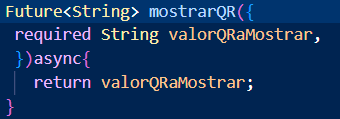 Future<String> mostrarQR({
required String valorQRaMostrar,
})async{
return valorQRaMostrar;
}